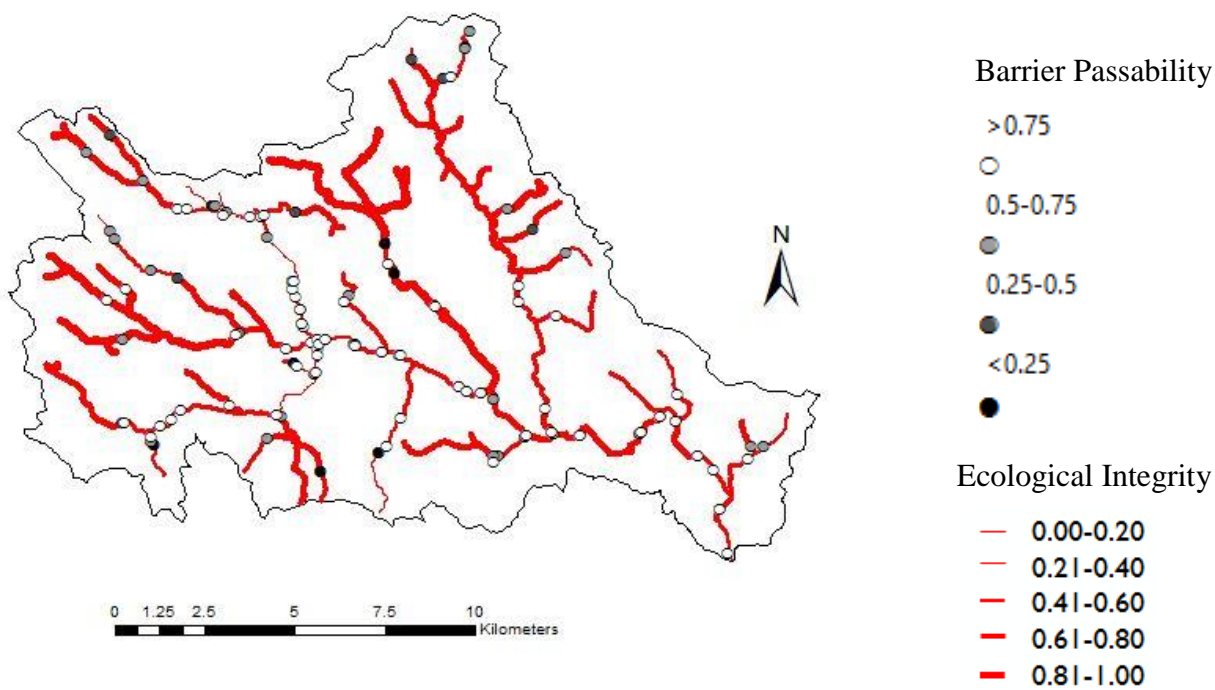 Barrier Passability
>0.75
0.5-0.75
0.25-0.5
<0.25
N
Ecological Integrity
0.00-0.20
0.21-0.40
0.41-0.60
0.61-0.80
0.81-1.00
0 1.25 2.5 5 7.5 10
Kilometers